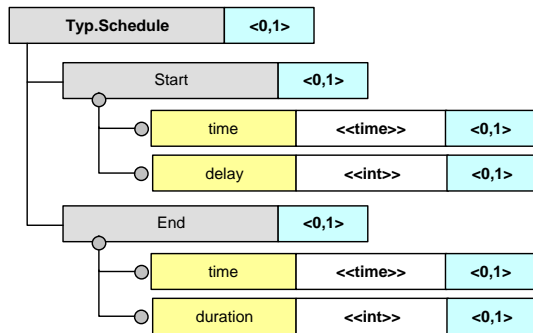 Typ.Schedule <0,1>
Start <0,1>
time <<time>> <0,1>
delay <<int>> <0,1>
End <0,1>
time <<time>> <0,1>
duration <<int>> <0,1>